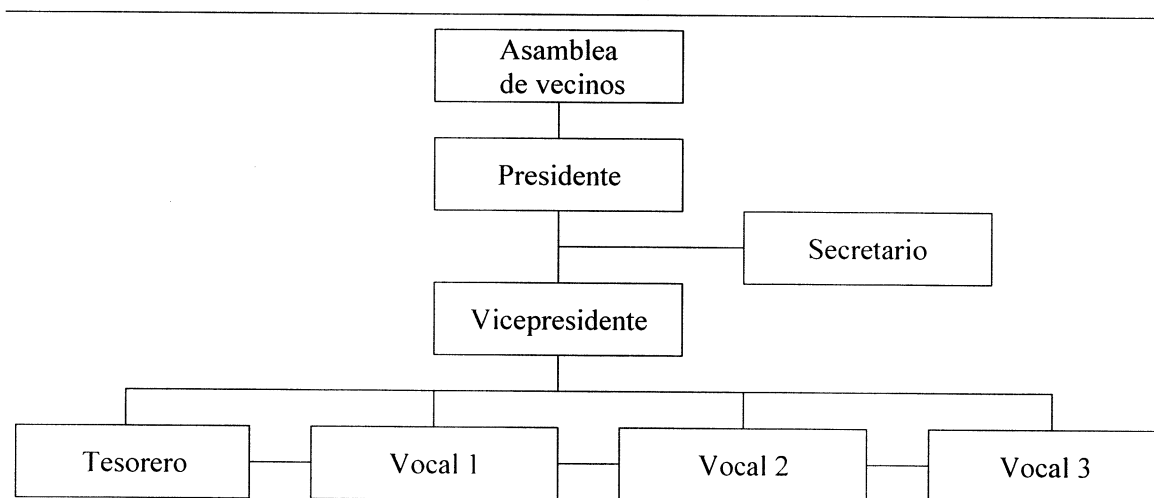 Asamblea
de vecinos
Presidente
Secretario
Vicepresidente
Tesorero
Vocal 1
Vocal 2
Vocal 3